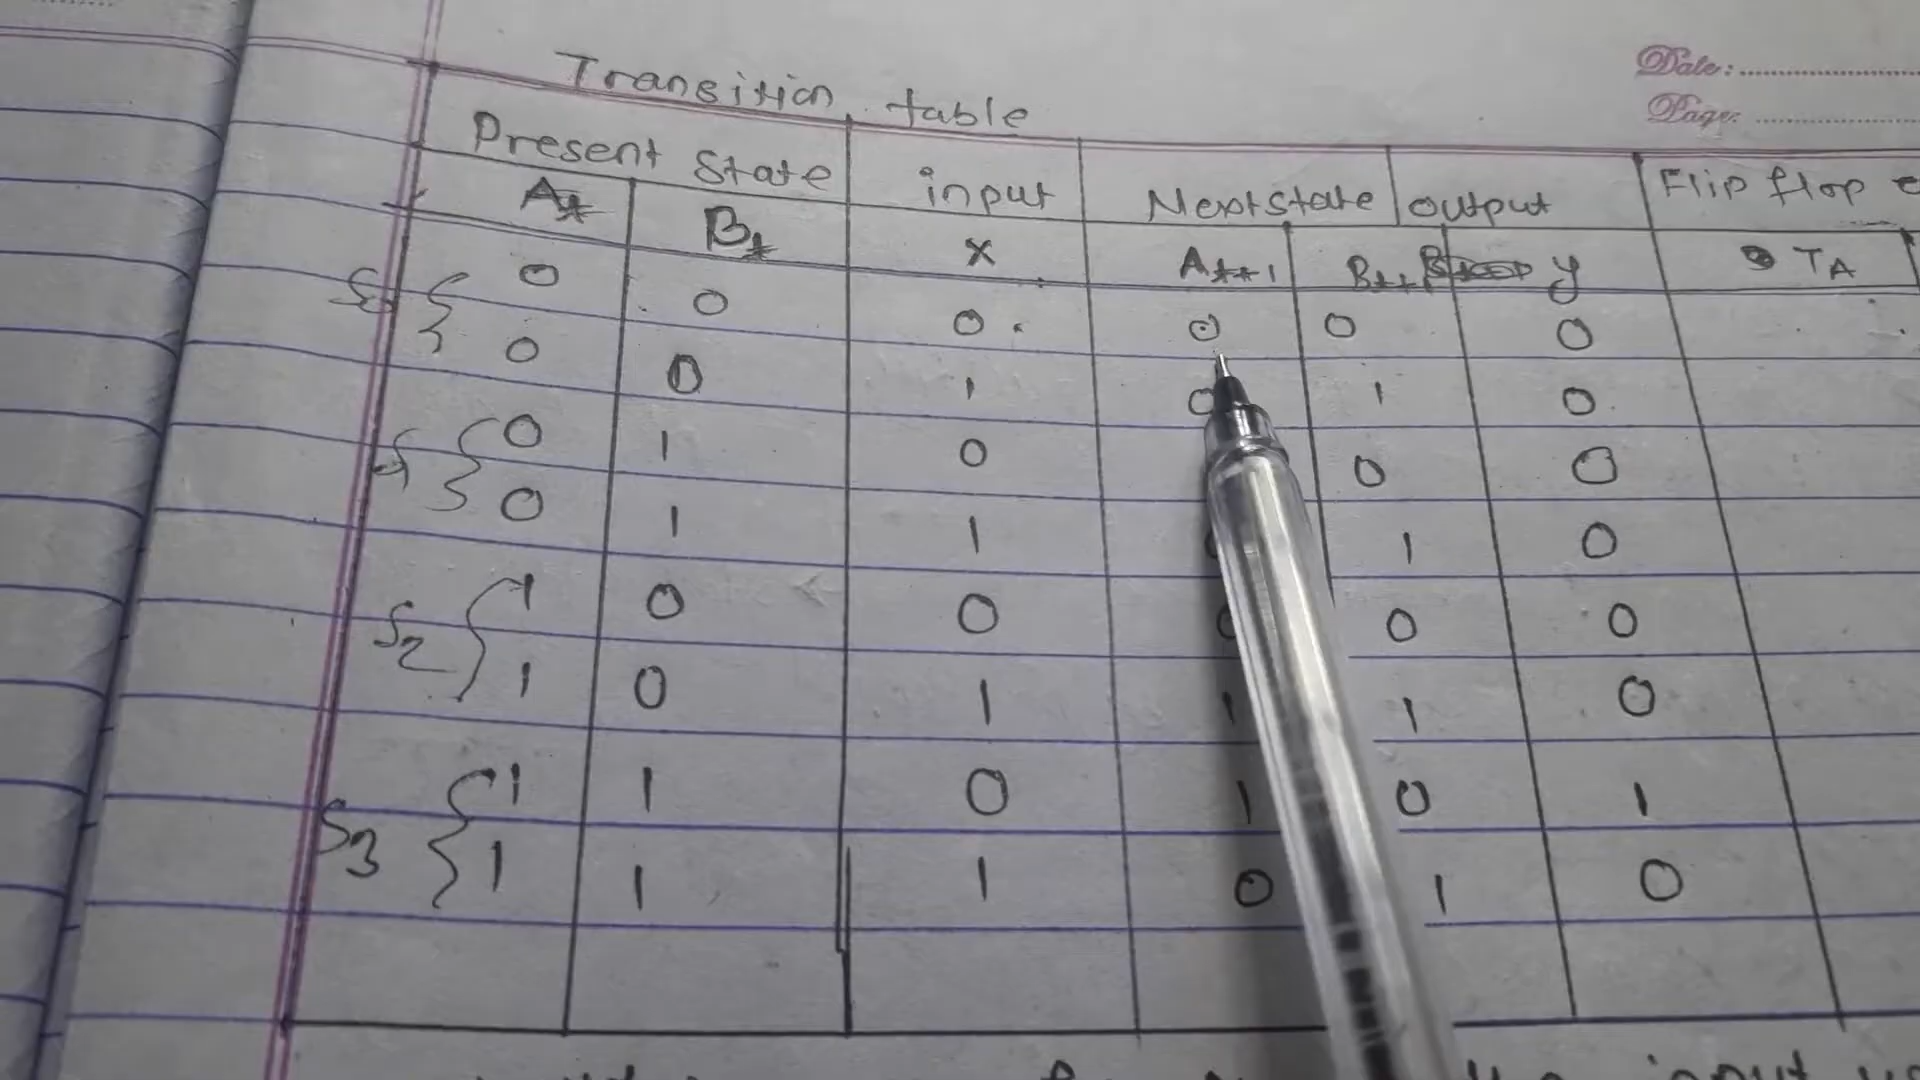 Date:
Page:
Transition table
Present State input Nextstate output Flip flop
At Bt x At+1 Bt+1 y TA
S0 0 0 0 0 0 0
0 0 1 0 1 0
S1 0 1 0 0 0
0 1 1 1 0
S2 1 0 0 0 0 0
1 0 1 1 1 0
S3 1 1 0 1 0 1
1 1 1 0 1 0
input